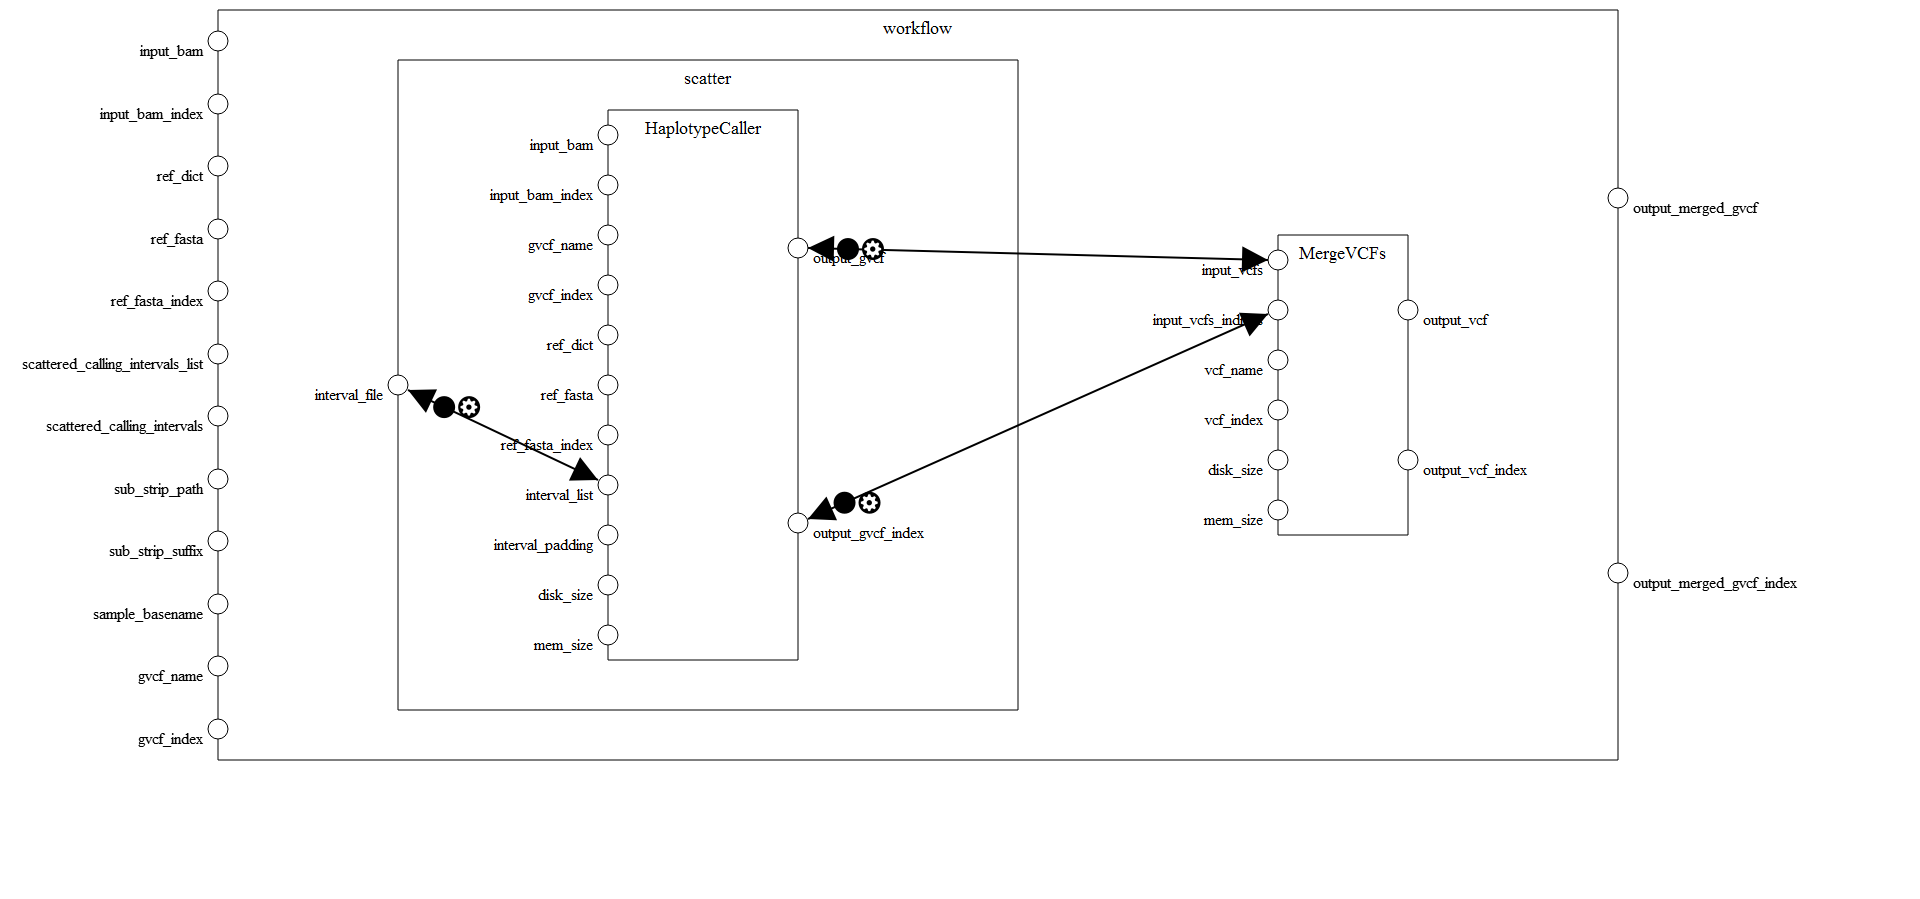 workflow
input_bam
input_bam_index
ref_dict
ref_fasta
ref_fasta_index
scattered_calling_intervals_list
scattered_calling_intervals
sub_strip_path
sub_strip_suffix
sample_basename
gvcf_name
gvcf_index
scatter
interval_file
HaplotypeCaller
input_bam
input_bam_index
gvcf_name
gvcf_index
ref_dict
ref_fasta
ref_fasta_index
interval_list
interval_padding
disk_size
mem_size
output_gvcf
output_gvcf_index
MergeVCFs
input_vcfs
vcf_name
vcf_index
disk_size
mem_size
output_vcf
output_vcf_index
output_merged_gvcf
output_merged_gvcf_index